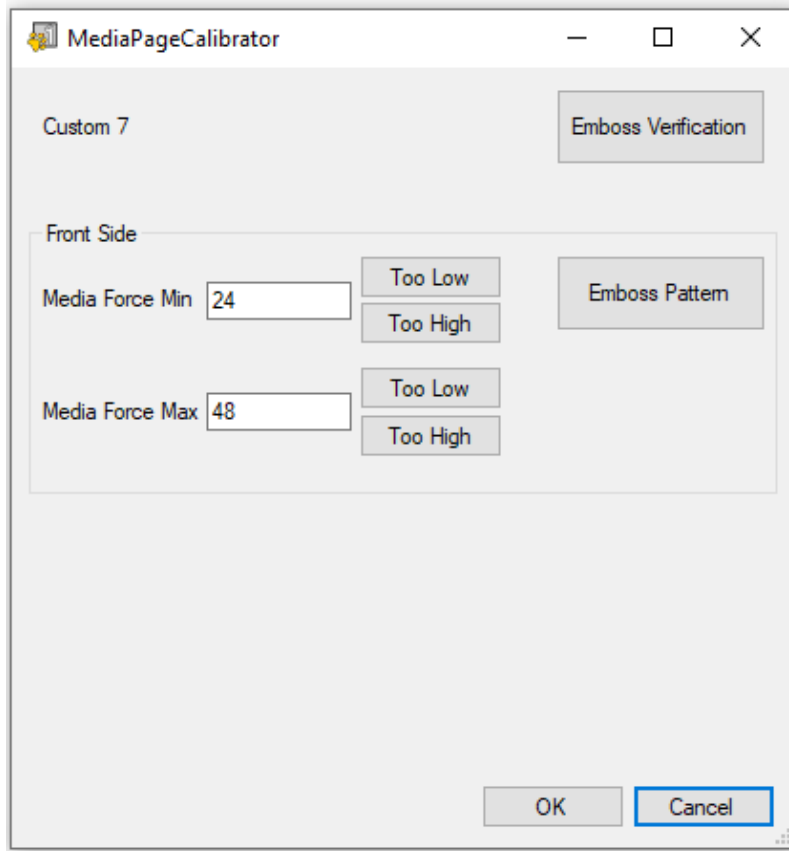 MediaPageCalibrator
Custom 7
Emboss Verification
Front Side
Media Force Min 24
Too Low
Too High
Emboss Pattern
Media Force Max 48
Too Low
Too High
OK
Cancel